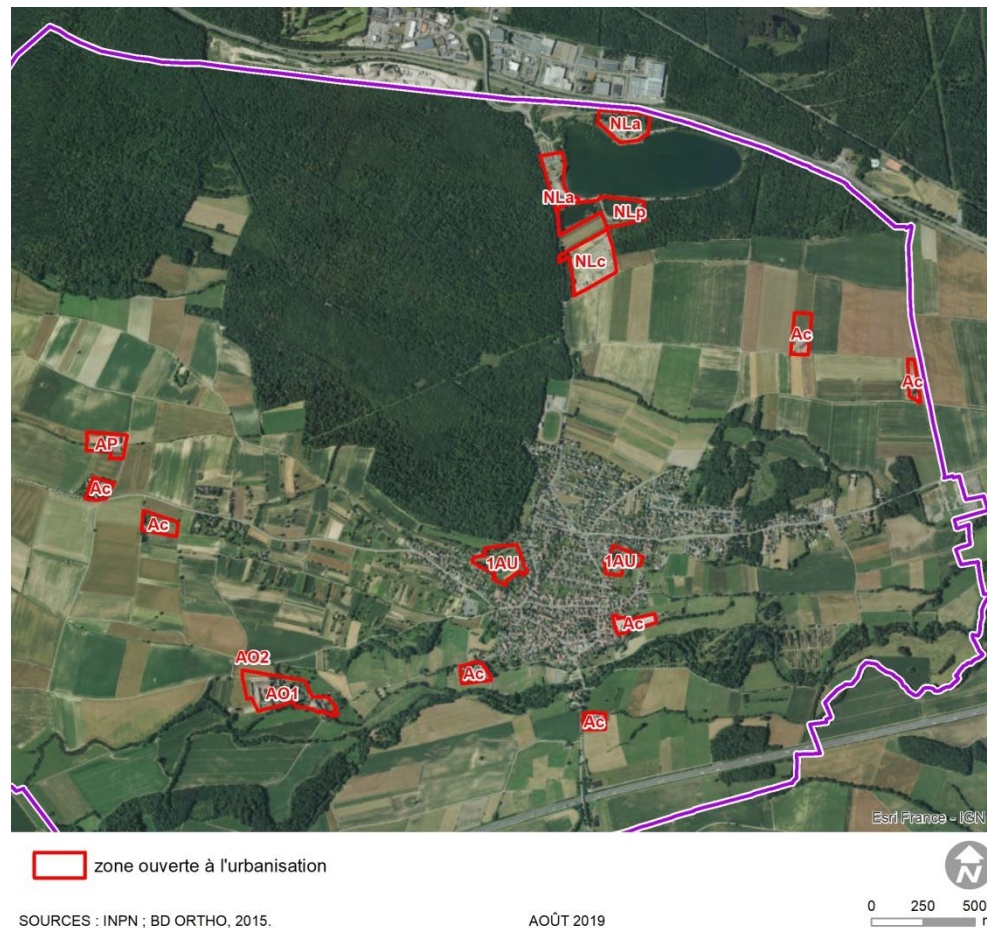 NLa
NLa
NLp
NLc
Ac
Ac
AP
Ac
Ac
1AU
1AU
Ac
AO2
Ac
AO1
Ac
Esri France - IGN
zone ouverte à l'urbanisation
N
0 250 500
SOURCES : INPN ; BD ORTHO, 2015. AOÛT 2019